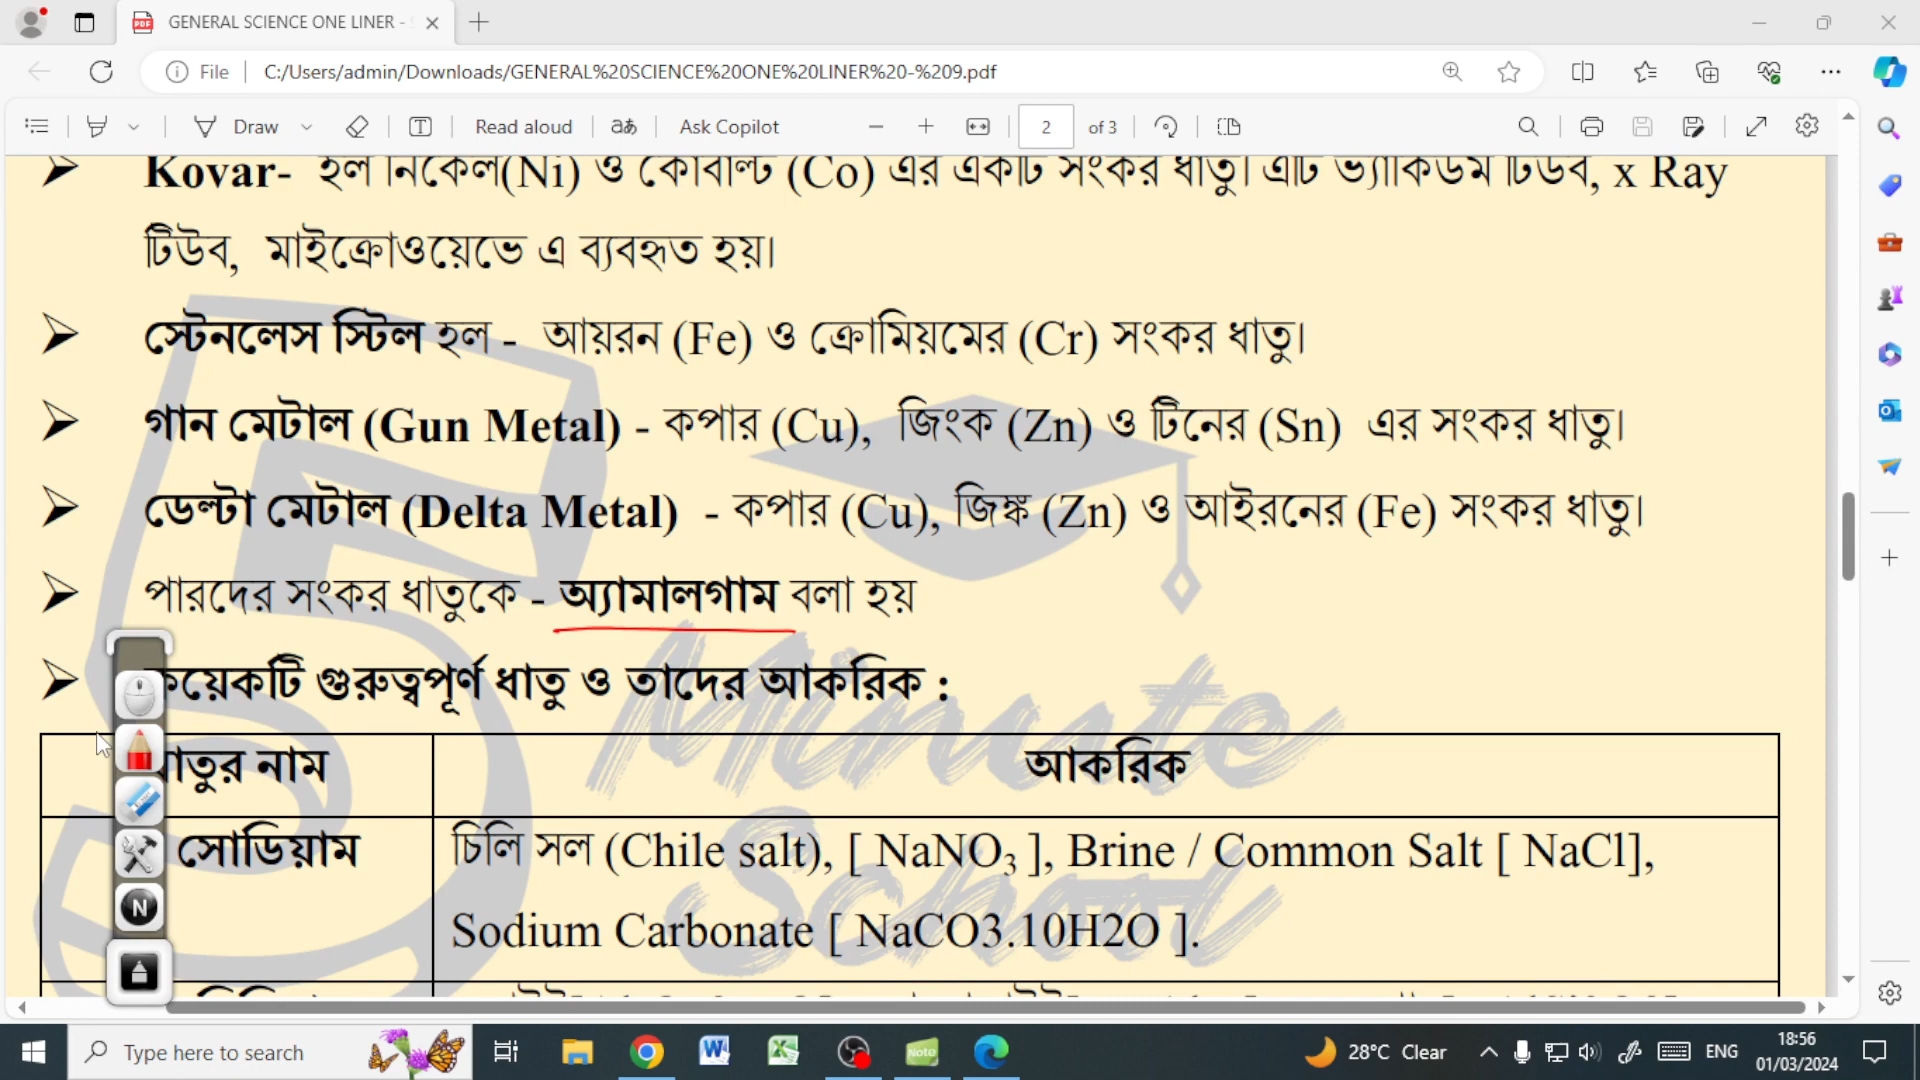 GENERAL SCIENCE ONE LINER -
File
C:/Users/admin/Downloads/GENERAL%20SCIENCE%20ONE%20LINER%20-%209.pdf
Draw
Read aloud
Ask Copilot
2
of 3
Kovar- হল নিকেল(Ni) ও কোবাল্ট (Co) এর একটি সংকর ধাতু। এটি ভ্যাকিউম টিউব, x Ray
টিউব, মাইক্রোওয়েভে এ ব্যবহৃত হয়।
স্টেনলেস স্টিল হল - আয়রন (Fe) ও ক্রোমিয়মের (Cr) সংকর ধাতু।
গান মেটাল (Gun Metal) - কপার (Cu), জিংক (Zn) ও টিনের (Sn) এর সংকর ধাতু।
ডেল্টা মেটাল (Delta Metal) - কপার (Cu), জিঙ্ক (Zn) ও আইরনের (Fe) সংকর ধাতু।
পারদের সংকর ধাতুকে - অ্যামালগাম বলা হয়
কয়েকটি গুরুত্বপূর্ণ ধাতু ও তাদের আকরিক :
ধাতুর নাম
আকরিক
সোডিয়াম
চিলি সল (Chile salt), [ NaNO₃ ], Brine / Common Salt [ NaCl],
Sodium Carbonate [ NaCO3.10H2O ].
5 Minute School
Type here to search
28°C Clear
ENG
18:56
01/03/2024